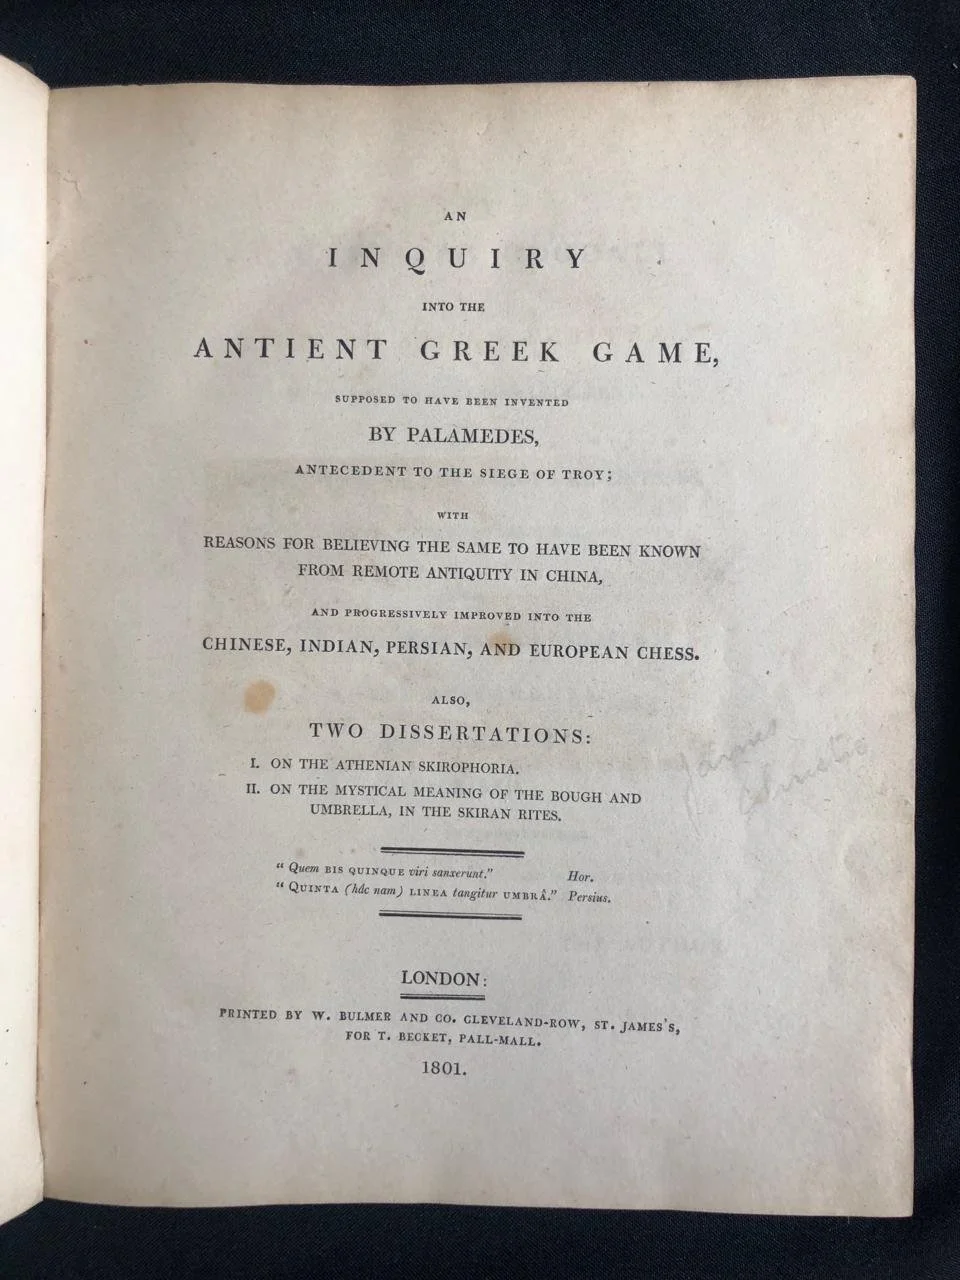 AN
INQUIRY
INTO THE
ANTIENT GREEK GAME,
SUPPOSED TO HAVE BEEN INVENTED
BY PALAMEDES,
ANTECEDENT TO THE SIEGE OF TROY;
WITH
REASONS FOR BELIEVING THE SAME TO HAVE BEEN KNOWN
FROM REMOTE ANTIQUITY IN CHINA,
AND PROGRESSIVELY IMPROVED INTO THE
CHINESE, INDIAN, PERSIAN, AND EUROPEAN CHESS.
ALSO,
TWO DISSERTATIONS:
I. ON THE ATHENIAN SKIROPHORIA.
II. ON THE MYSTICAL MEANING OF THE BOUGH AND
UMBRELLA, IN THE SKIRAN RITES.
James
Christie
“ Quem BIS QUINQUE viri sanxerunt.” Hor.
“ QUINTA (hâc nam) LINEA tangitur UMBRÂ.” Persius.
LONDON:
PRINTED BY W. BULMER AND CO. CLEVELAND-ROW, ST. JAMES'S,
FOR T. BECKET, PALL-MALL.
1801.